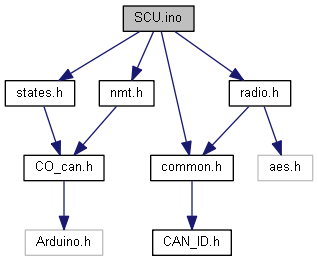 SCU.ino
states.h
nmt.h
radio.h
CO_can.h
common.h
aes.h
Arduino.h
CAN_ID.h